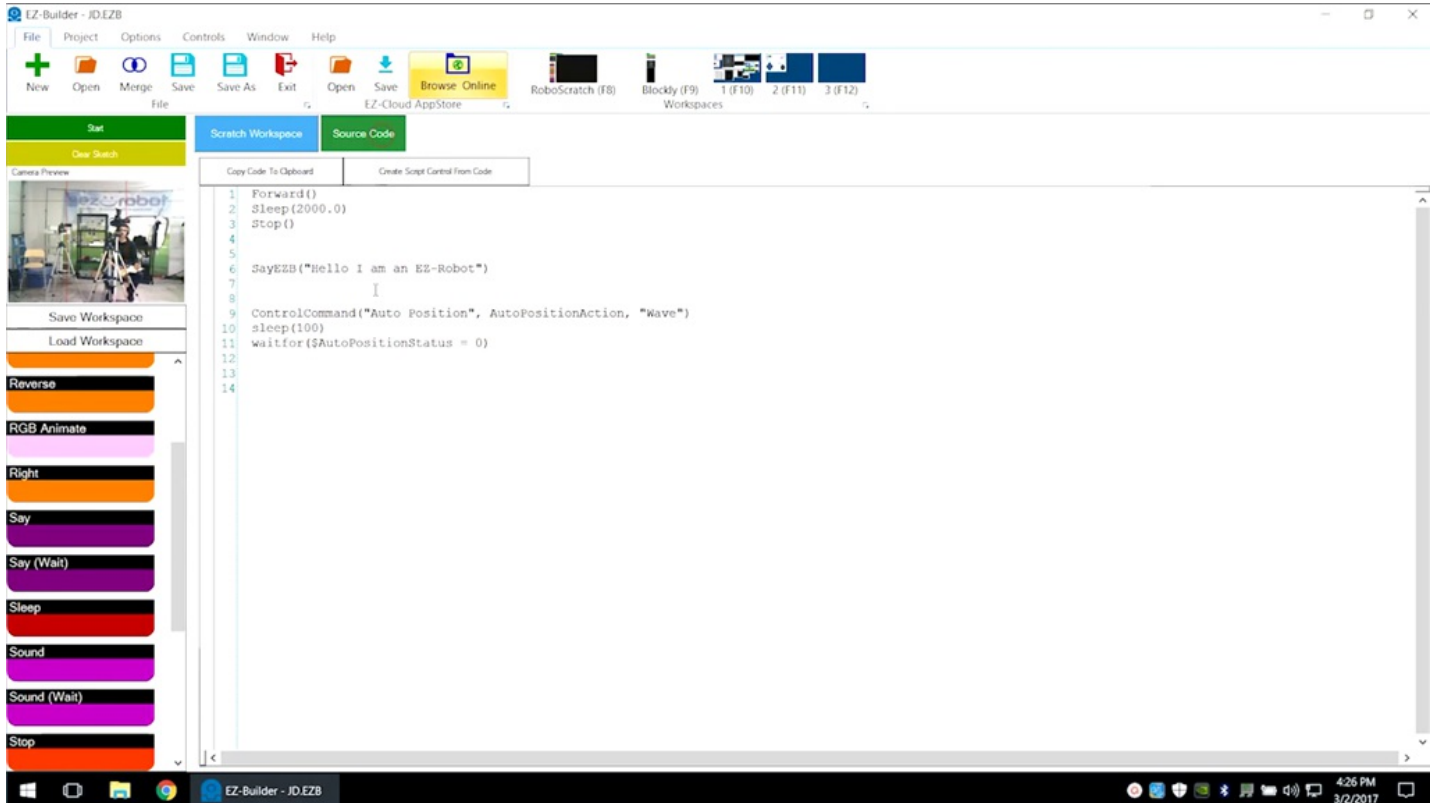 EZ-Builder - JD.EZB
File Project Options Controls Window Help
New Open Merge Save Save As Exit Open Save Browse Online RoboScratch (F8) Blockly (F9) 1 (F10) 2 (F11) 3 (F12)
File EZ-Cloud AppStore Workspaces
Start
Clear Sketch
Camera Preview
ez-robot
Save Workspace
Load Workspace
Reverse
RGB Animate
Right
Say
Say (Wait)
Sleep
Sound
Sound (Wait)
Stop
Scratch Workspace Source Code
Copy Code To Clipboard Create Script Control From Code
1 Forward()
2 Sleep(2000.0)
3 Stop()
4
5
6 SayEZB("Hello I am an EZ-Robot")
7
8
9 ControlCommand("Auto Position", AutoPositionAction, "Wave")
10 sleep(100)
11 waitfor($AutoPositionStatus = 0)
12
13
14
EZ-Builder - JD.EZB
4:26 PM
3/2/2017